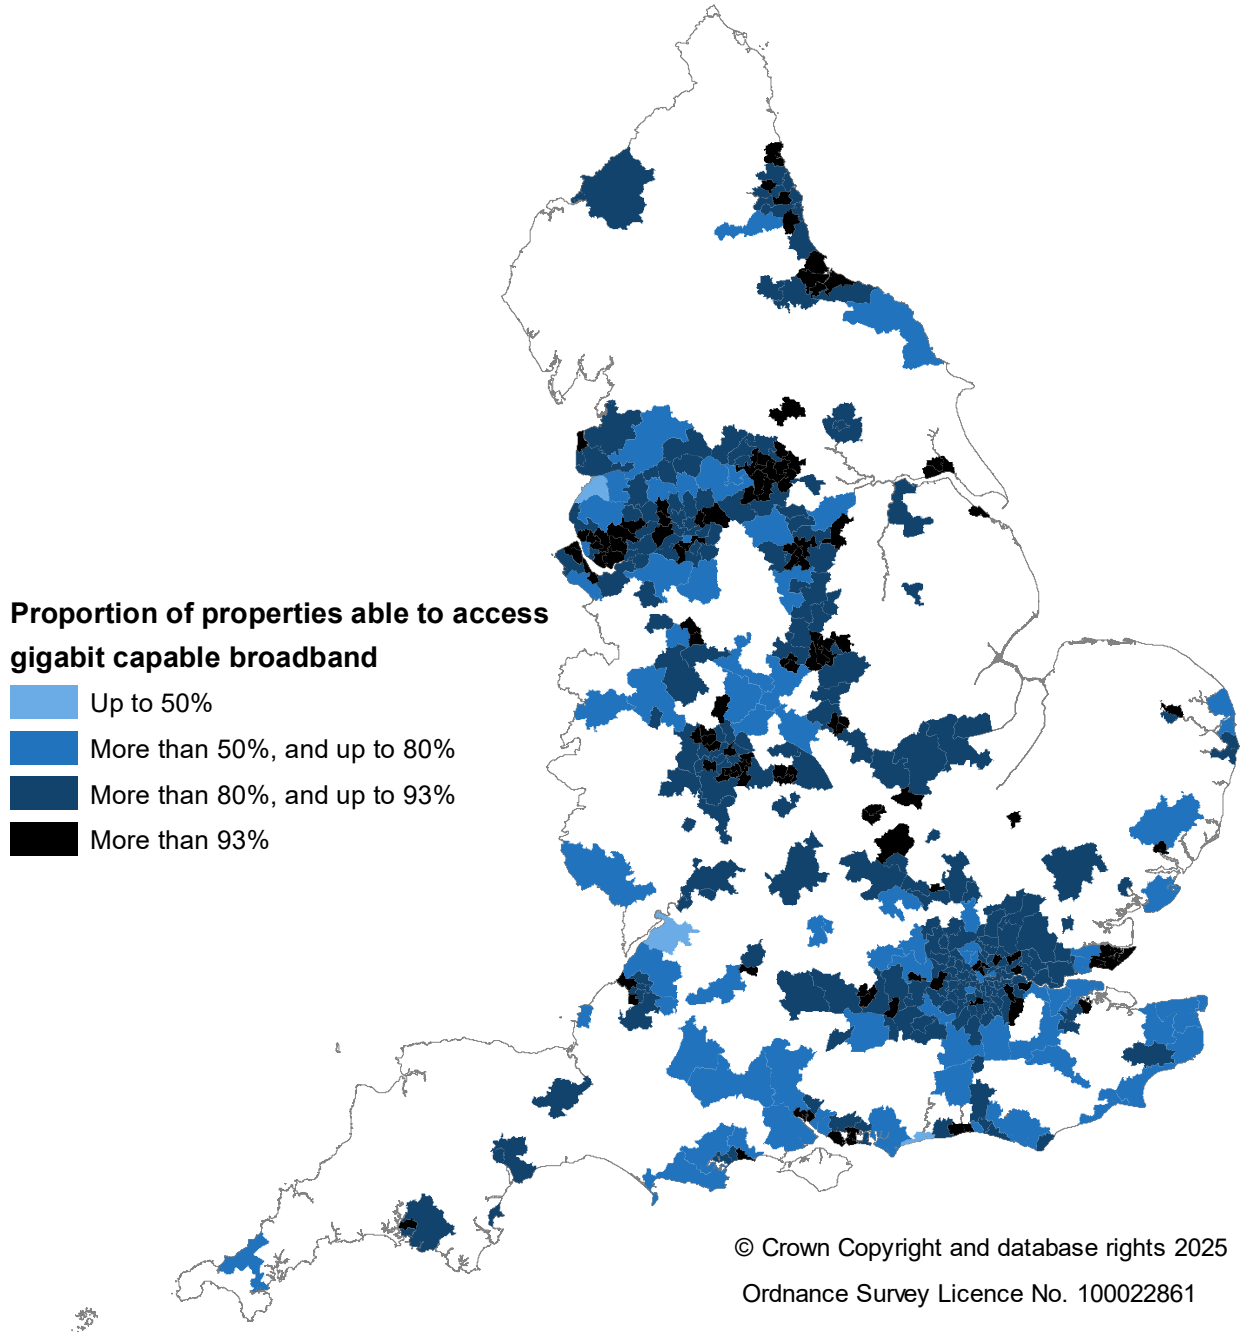 Proportion of properties able to access
gigabit capable broadband
Up to 50%
More than 50%, and up to 80%
More than 80%, and up to 93%
More than 93%
© Crown Copyright and database rights 2025
Ordnance Survey Licence No. 100022861